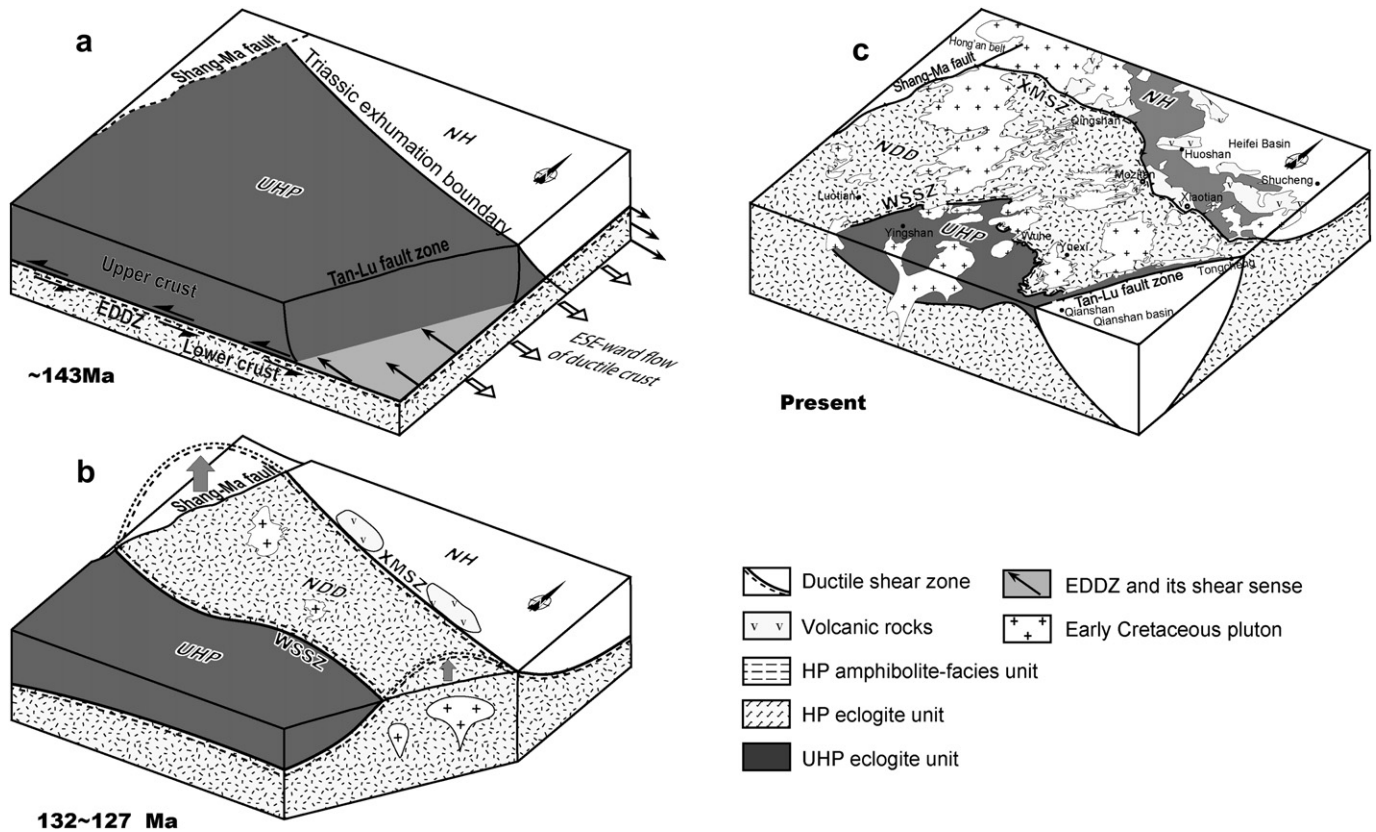 a
Shang-Ma fault
Triassic exhumation boundary
NH
UHP
Tan-Lu fault zone
Upper crust
EDDZ
Lower crust
ESE-ward flow
of ductile crust
~143Ma
b
Shang-Ma fault
XMSZ
NH
NDD
WSSZ
UHP
132~127 Ma
c
Hong'an belt
Shang-Ma fault
XMSZ
NH
Qingshan
Huoshan
Heifei Basin
NDD
Mozitan
Shucheng
Luotian
WSSZ
Xiaotian
Yingshan
UHP
Wuhe
Yuexi
Tongcheng
Tan-Lu fault zone
Qianshan
Qianshan basin
Present
Ductile shear zone
Volcanic rocks
HP amphibolite-facies unit
HP eclogite unit
UHP eclogite unit
EDDZ and its shear sense
Early Cretaceous pluton